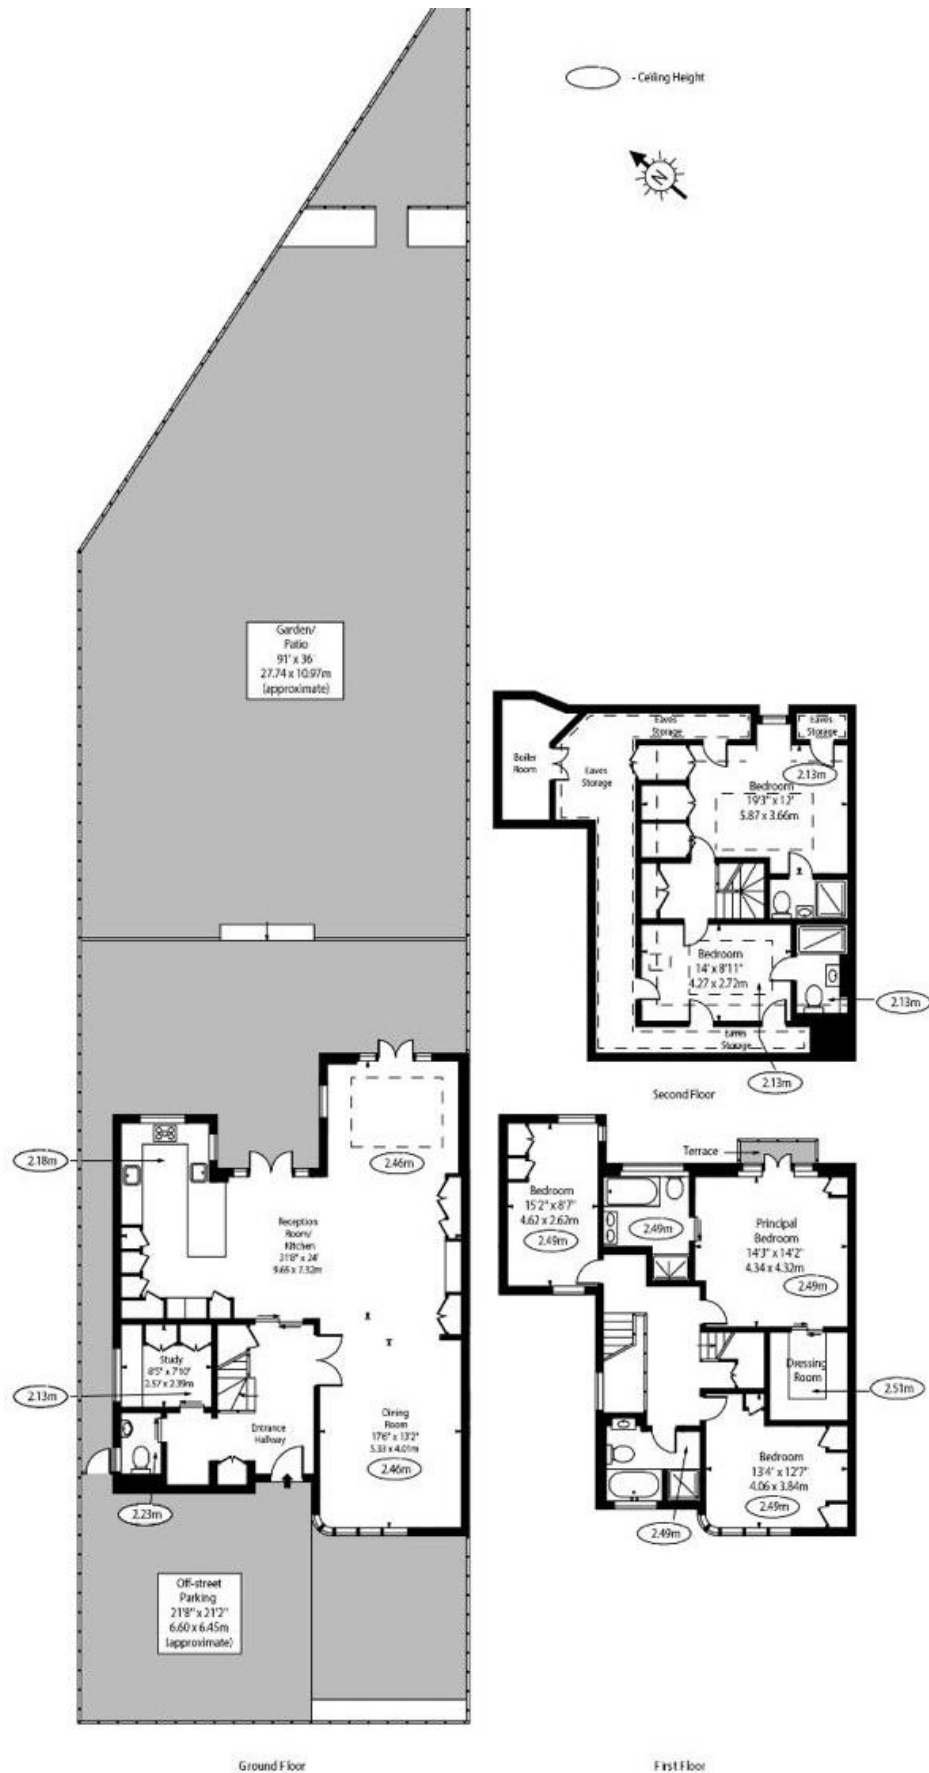 - Ceiling Height
N
Garden/
Patio
91' x 36'
27.74 x 10.97m
(approximate)
Eaves
Storage
Eaves
Storage
Boiler
Room
Eaves
Storage
2.13m
Bedroom
19'3" x 12'
5.87 x 3.66m
Bedroom
14' x 8'11"
4.27 x 2.72m
2.13m
Eaves
Storage
2.13m
Second Floor
2.18m
2.46m
Reception
Room/
Kitchen
31'8" x 24'
9.65 x 7.32m
Study
8'5" x 7'10"
2.57 x 2.39m
2.13m
Entrance
Hallway
Dining
Room
17'6" x 13'2"
5.33 x 4.01m
2.46m
2.23m
Off-street
Parking
21'8" x 21'2"
6.60 x 6.45m
(approximate)
Ground Floor
Terrace
Bedroom
15'2" x 8'7"
4.62 x 2.62m
2.49m
2.49m
Principal
Bedroom
14'3" x 14'2"
4.34 x 4.32m
2.49m
Dressing
Room
2.51m
Bedroom
13'4" x 12'7"
4.06 x 3.84m
2.49m
2.49m
First Floor